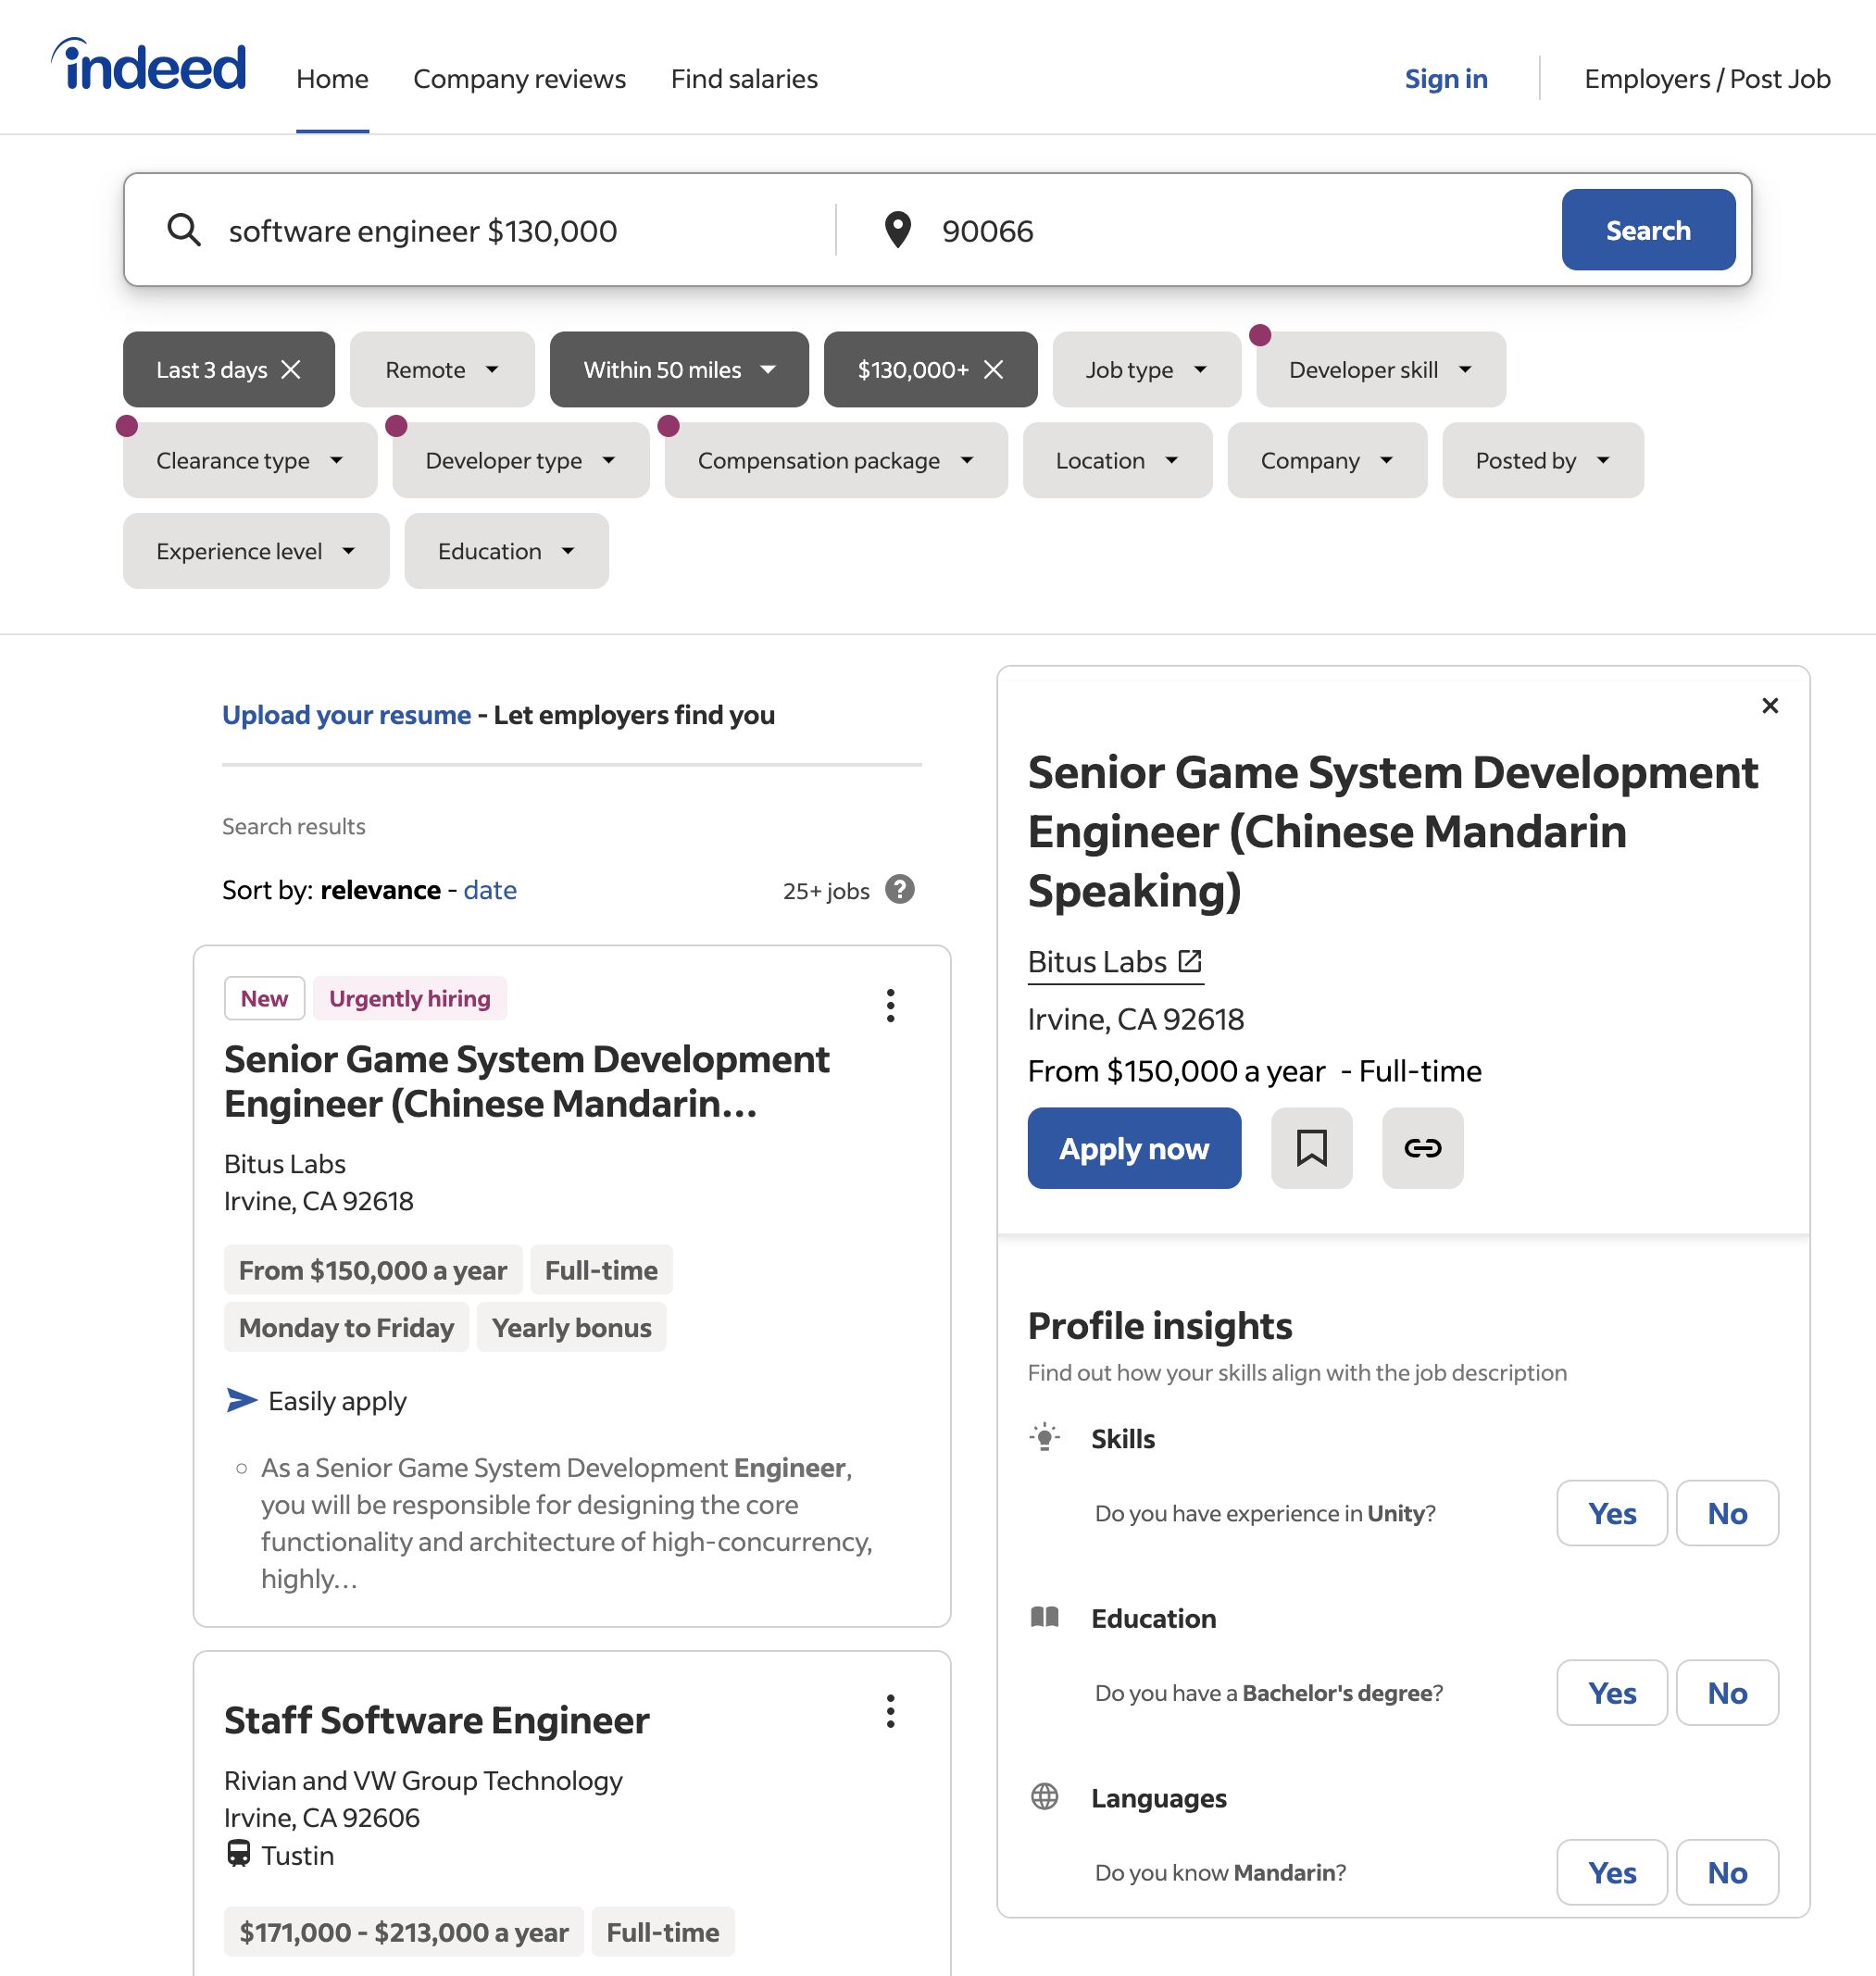 indeed
Home
Company reviews
Find salaries
Sign in
Employers / Post Job
software engineer $130,000
90066
Search
Last 3 days
Remote
Within 50 miles
$130,000+
Job type
Developer skill
Clearance type
Developer type
Compensation package
Location
Company
Posted by
Experience level
Education
Upload your resume - Let employers find you
Search results
Sort by: relevance - date
25+ jobs
New
Urgently hiring
Senior Game System Development
Engineer (Chinese Mandarin...
Bitus Labs
Irvine, CA 92618
From $150,000 a year
Full-time
Monday to Friday
Yearly bonus
Easily apply
As a Senior Game System Development Engineer,
you will be responsible for designing the core
functionality and architecture of high-concurrency,
highly…
Staff Software Engineer
Rivian and VW Group Technology
Irvine, CA 92606
Tustin
$171,000 - $213,000 a year
Full-time
Senior Game System Development
Engineer (Chinese Mandarin
Speaking)
Bitus Labs
Irvine, CA 92618
From $150,000 a year - Full-time
Apply now
Profile insights
Find out how your skills align with the job description
Skills
Do you have experience in Unity?
Yes
No
Education
Do you have a Bachelor's degree?
Yes
No
Languages
Do you know Mandarin?
Yes
No